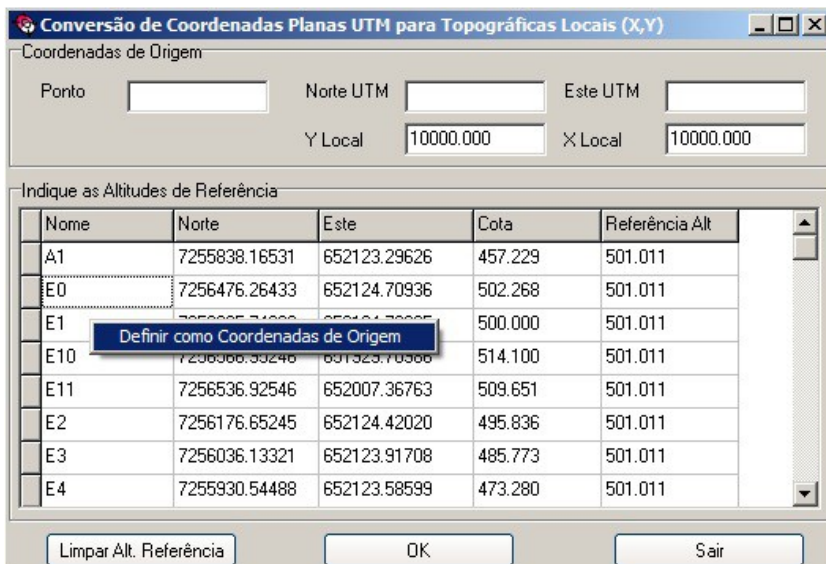 Conversão de Coordenadas Planas UTM para Topográficas Locais (X,Y)
Coordenadas de Origem
Ponto Norte UTM Este UTM
Y Local 10000.000 X Local 10000.000
Indique as Altitudes de Referência
Nome Norte Este Cota Referência Alt
A1 7255838.16531 652123.29626 457.229 501.011
E0 7256476.26433 652124.70936 502.268 501.011
E1 500.000 501.011
Definir como Coordenadas de Origem
E10 514.100 501.011
E11 7256536.92546 652007.36763 509.651 501.011
E2 7256176.65245 652124.42020 495.836 501.011
E3 7256036.13321 652123.91708 485.773 501.011
E4 7255930.54488 652123.58599 473.280 501.011
Limpar Alt. Referência OK Sair